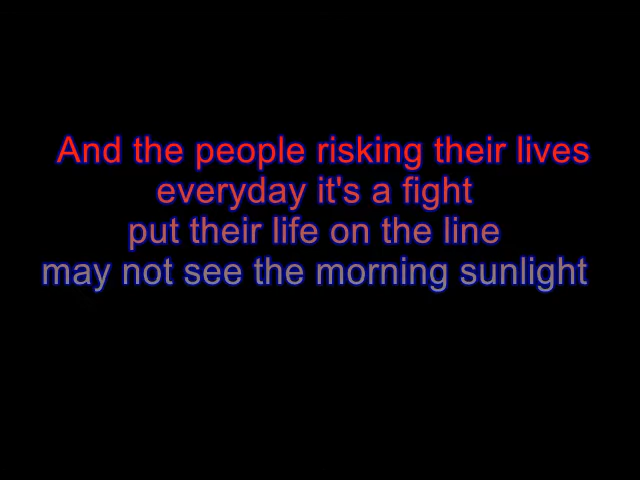 And the people risking their lives
everyday it's a fight
put their life on the line
may not see the morning sunlight